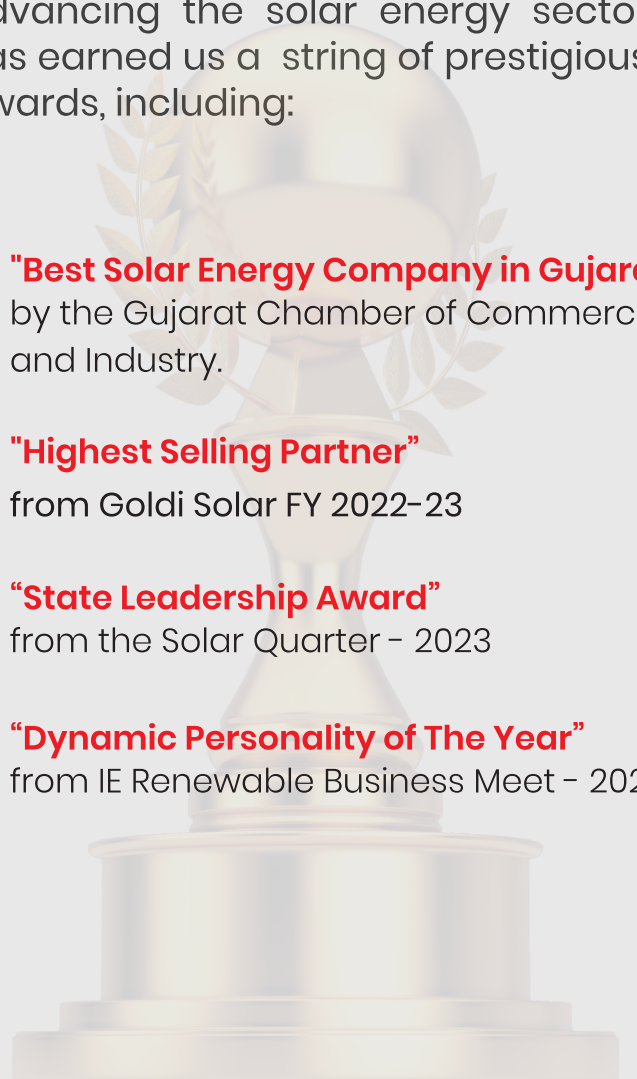 dvancing the solar energy secto
as earned us a string of prestigious
wards, including:
"Best Solar Energy Company in Gujar
by the Gujarat Chamber of Commerc
and Industry.
"Highest Selling Partner”
from Goldi Solar FY 2022-23
“State Leadership Award”
from the Solar Quarter - 2023
“Dynamic Personality of The Year”
from IE Renewable Business Meet - 202